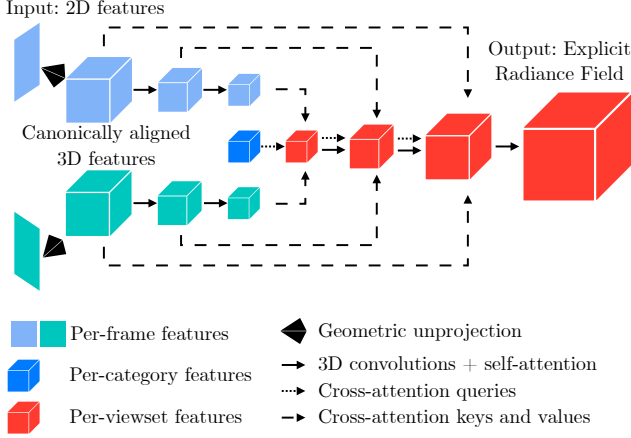 Input: 2D features
Output: Explicit
Radiance Field
Canonically aligned
3D features
Per-frame features
Per-category features
Per-viewset features
Geometric unprojection
3D convolutions + self-attention
Cross-attention queries
Cross-attention keys and values